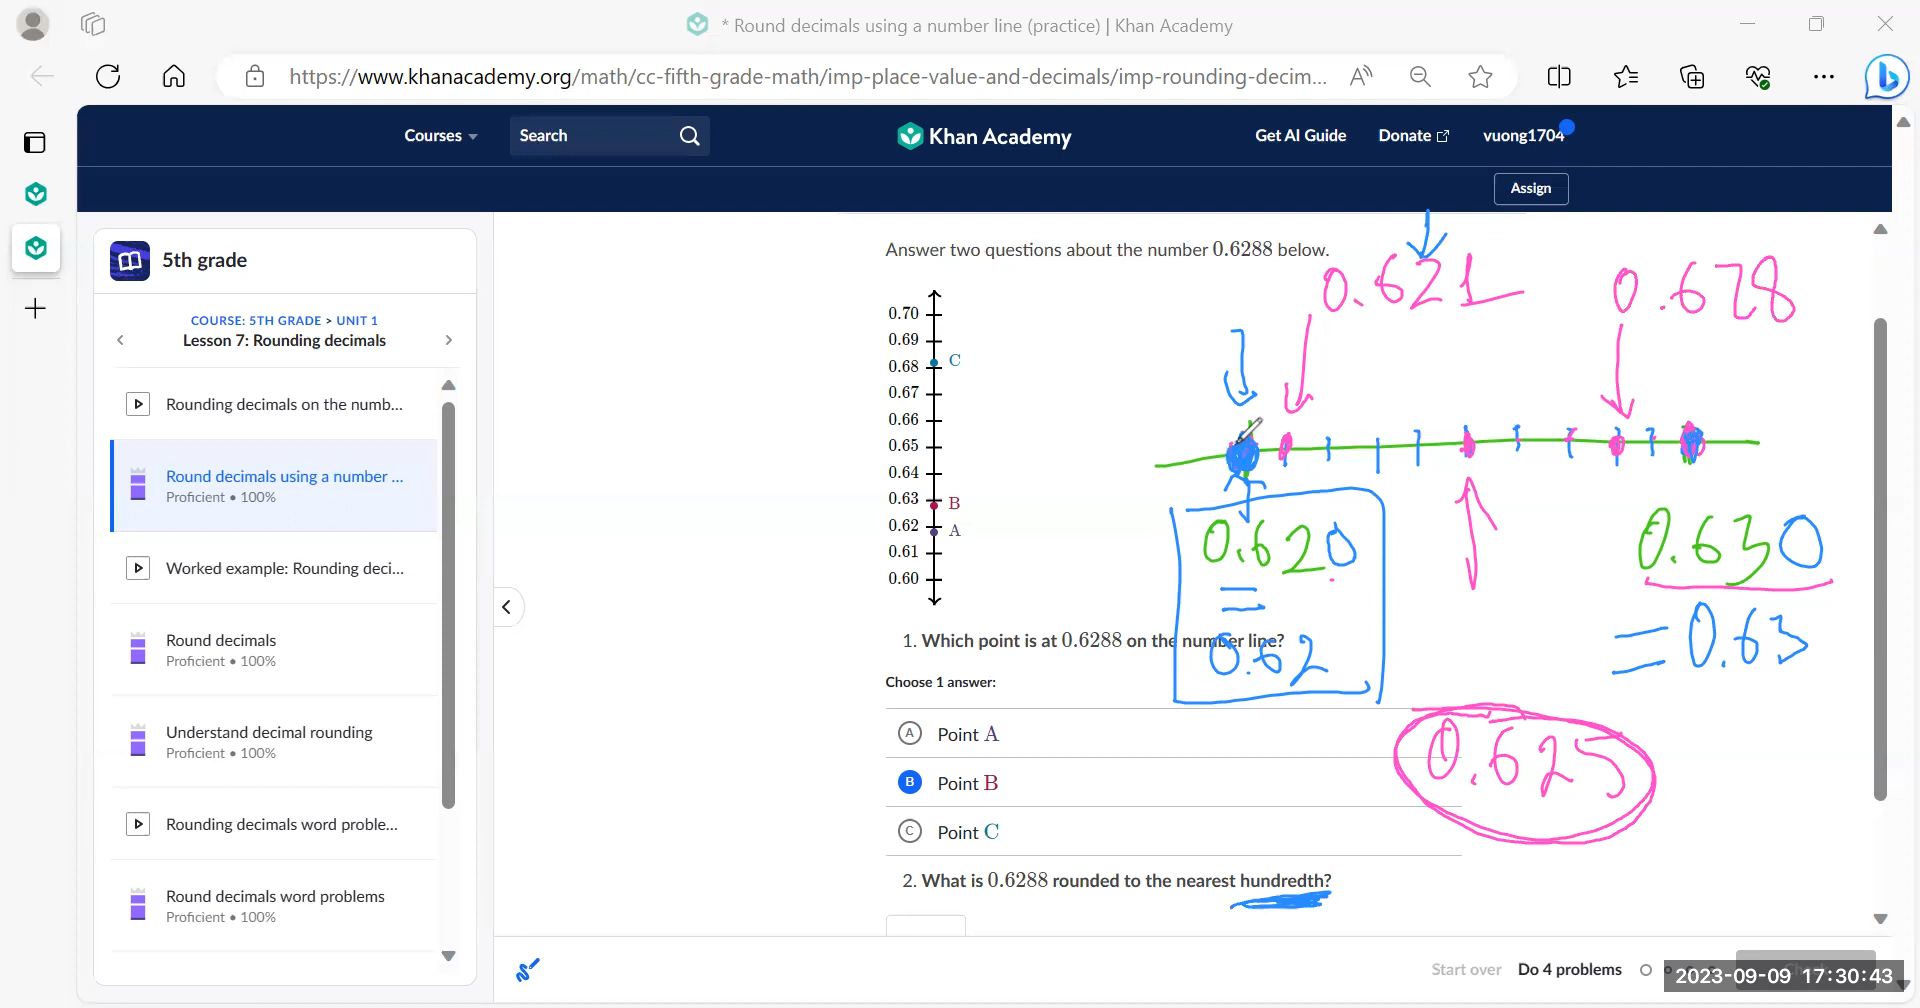 * Round decimals using a number line (practice) | Khan Academy
https://www.khanacademy.org/math/cc-fifth-grade-math/imp-place-value-and-decimals/imp-rounding-decim...
Courses
Search
Khan Academy
Get AI Guide
Donate
vuong1704
Assign
5th grade
COURSE: 5TH GRADE > UNIT 1
Lesson 7: Rounding decimals
Rounding decimals on the numb...
Round decimals using a number ...
Proficient • 100%
Worked example: Rounding deci...
Round decimals
Proficient • 100%
Understand decimal rounding
Proficient • 100%
Rounding decimals word proble...
Round decimals word problems
Proficient • 100%
Answer two questions about the number 0.6288 below.
0.621
0.628
0.70
0.69
0.68
C
0.67
0.66
0.65
0.64
0.63
B
0.62
A
0.61
0.60
0.620
=
0.62
0.630
= 0.63
0.625
1. Which point is at 0.6288 on the number line?
Choose 1 answer:
A Point A
B Point B
C Point C
2. What is 0.6288 rounded to the nearest hundredth?
Start over
Do 4 problems
2023-09-09 17:30:43